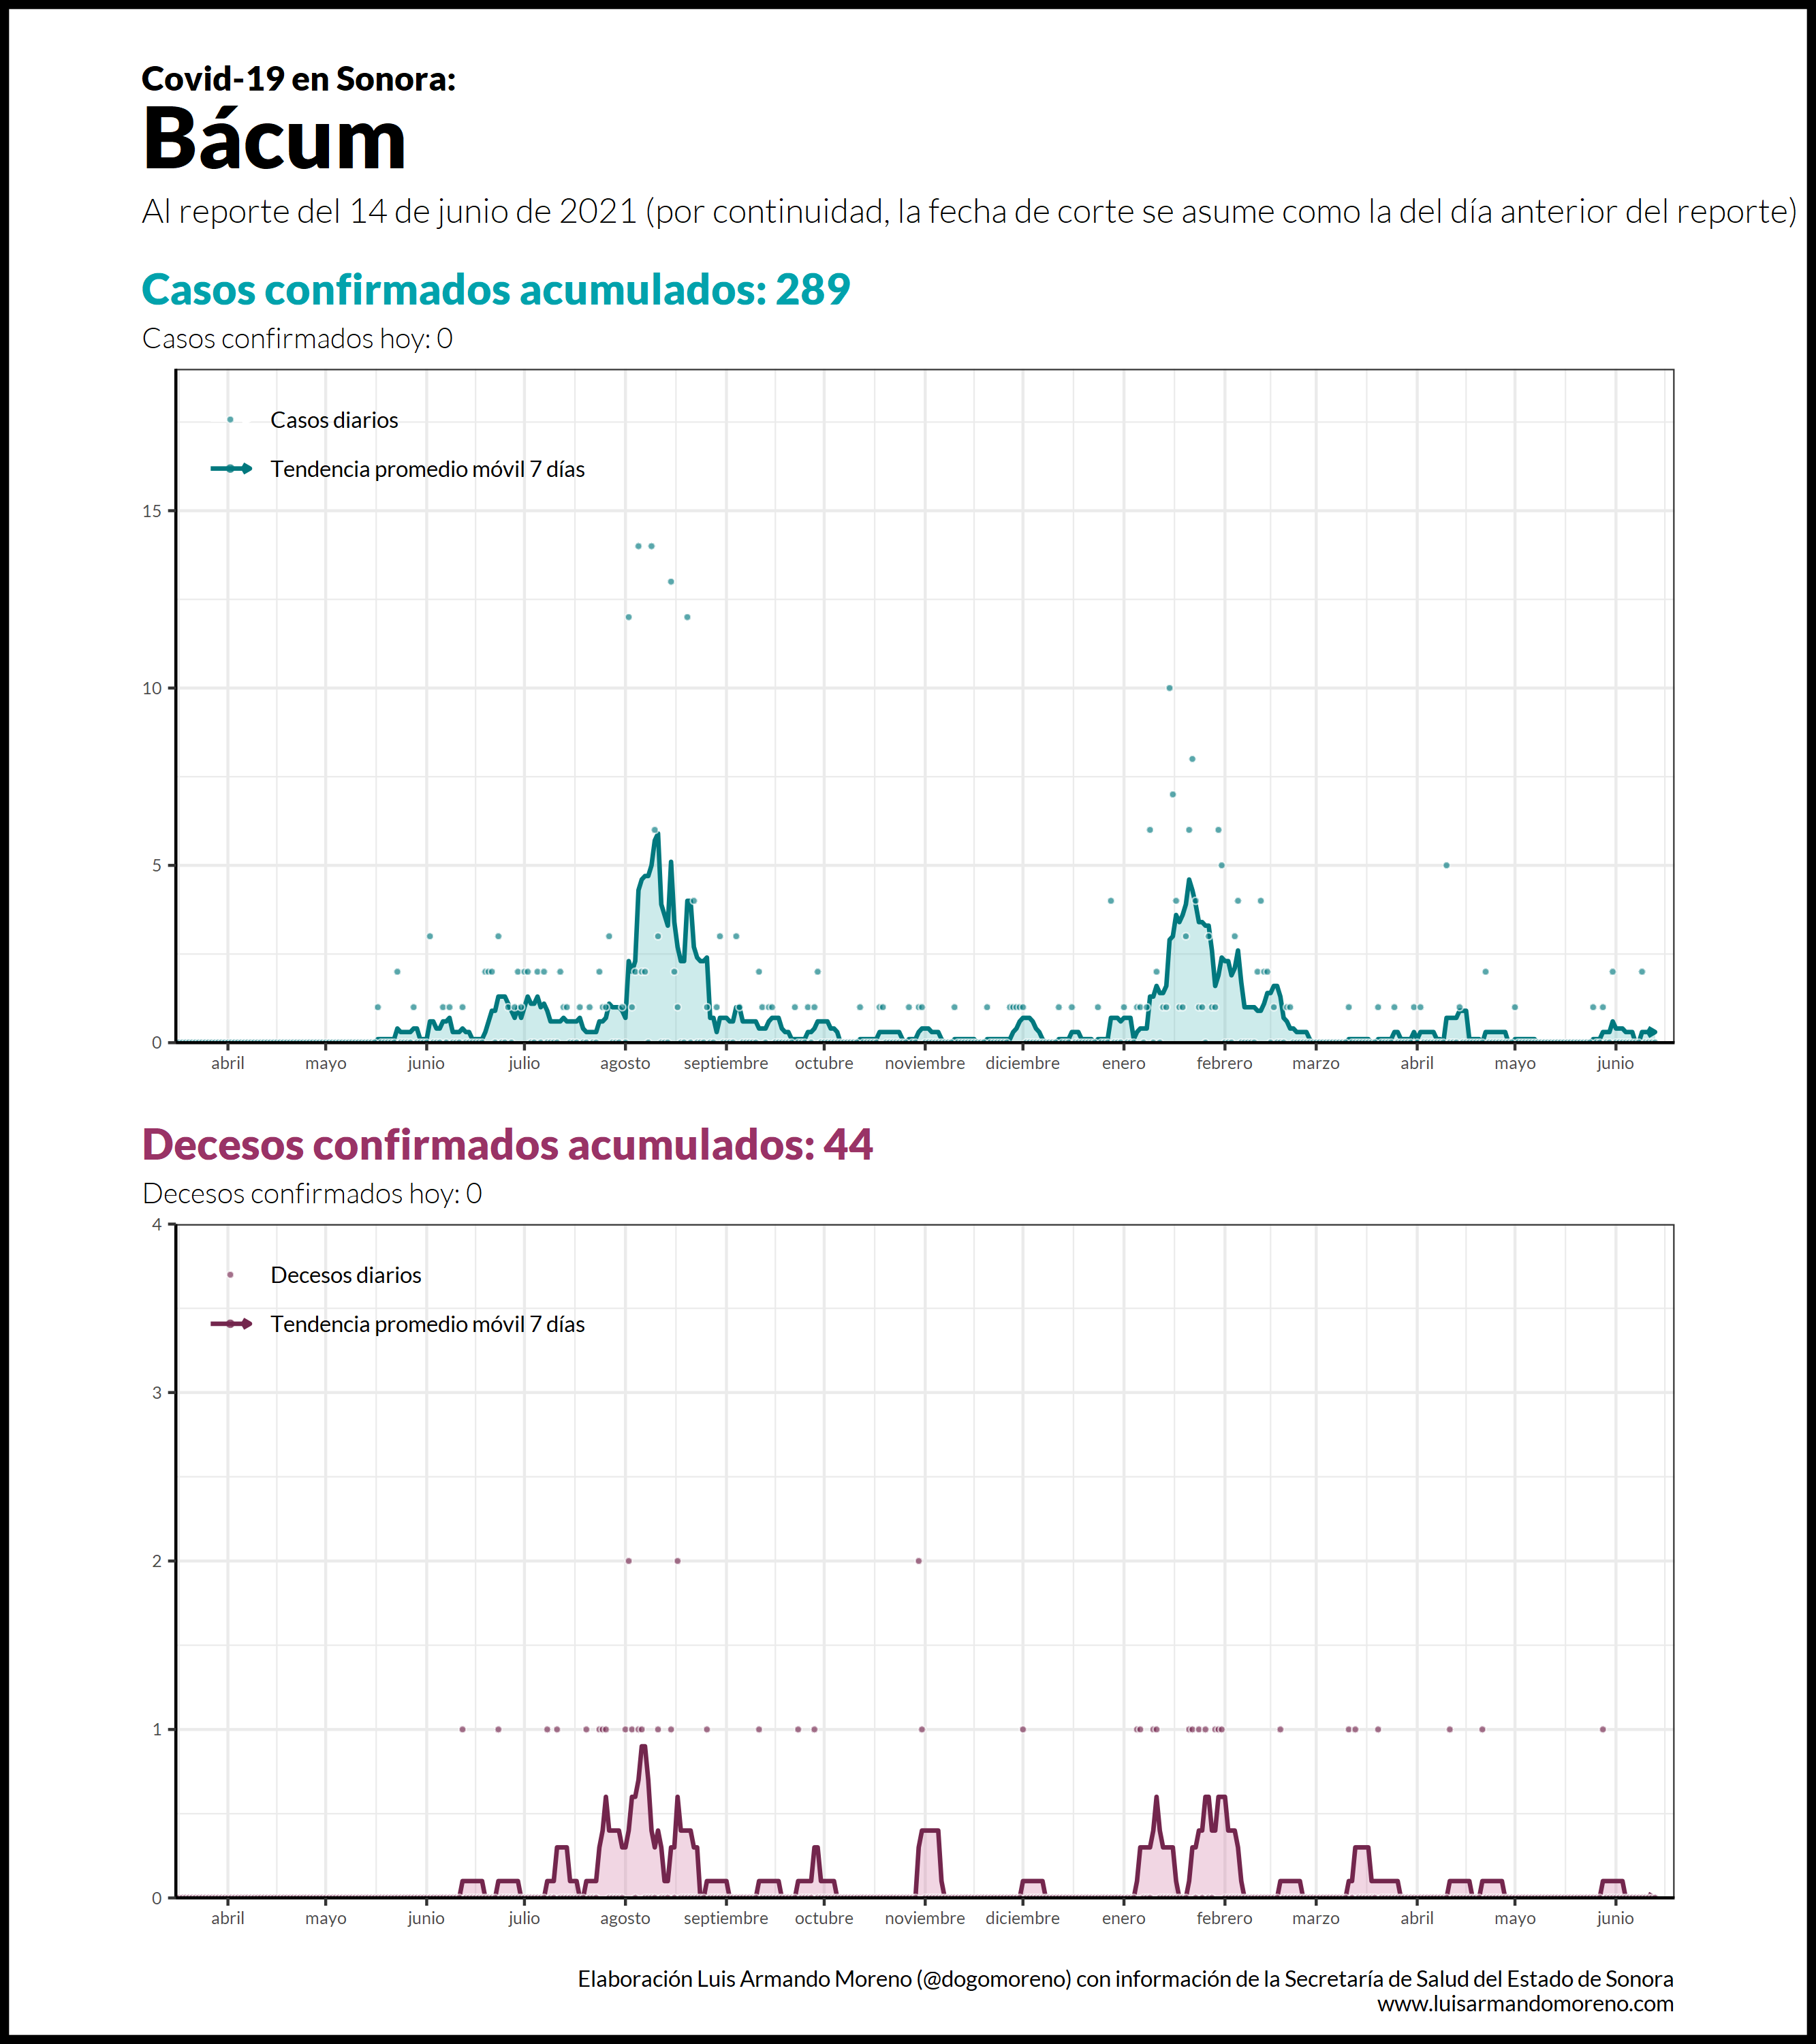 Covid-19 en Sonora:
Bácum
Al reporte del 14 de junio de 2021 (por continuidad, la fecha de corte se asume como la del día anterior del reporte)
Casos confirmados acumulados: 289
Casos confirmados hoy: 0
Casos diarios
Tendencia promedio móvil 7 días
15
10
5
0
abril mayo junio julio agosto septiembre octubre noviembre diciembre enero febrero marzo abril mayo junio
Decesos confirmados acumulados: 44
Decesos confirmados hoy: 0
4
Decesos diarios
Tendencia promedio móvil 7 días
3
2
1
0
abril mayo junio julio agosto septiembre octubre noviembre diciembre enero febrero marzo abril mayo junio
Elaboración Luis Armando Moreno (@dogomoreno) con información de la Secretaría de Salud del Estado de Sonora
www.luisarmandomoreno.com